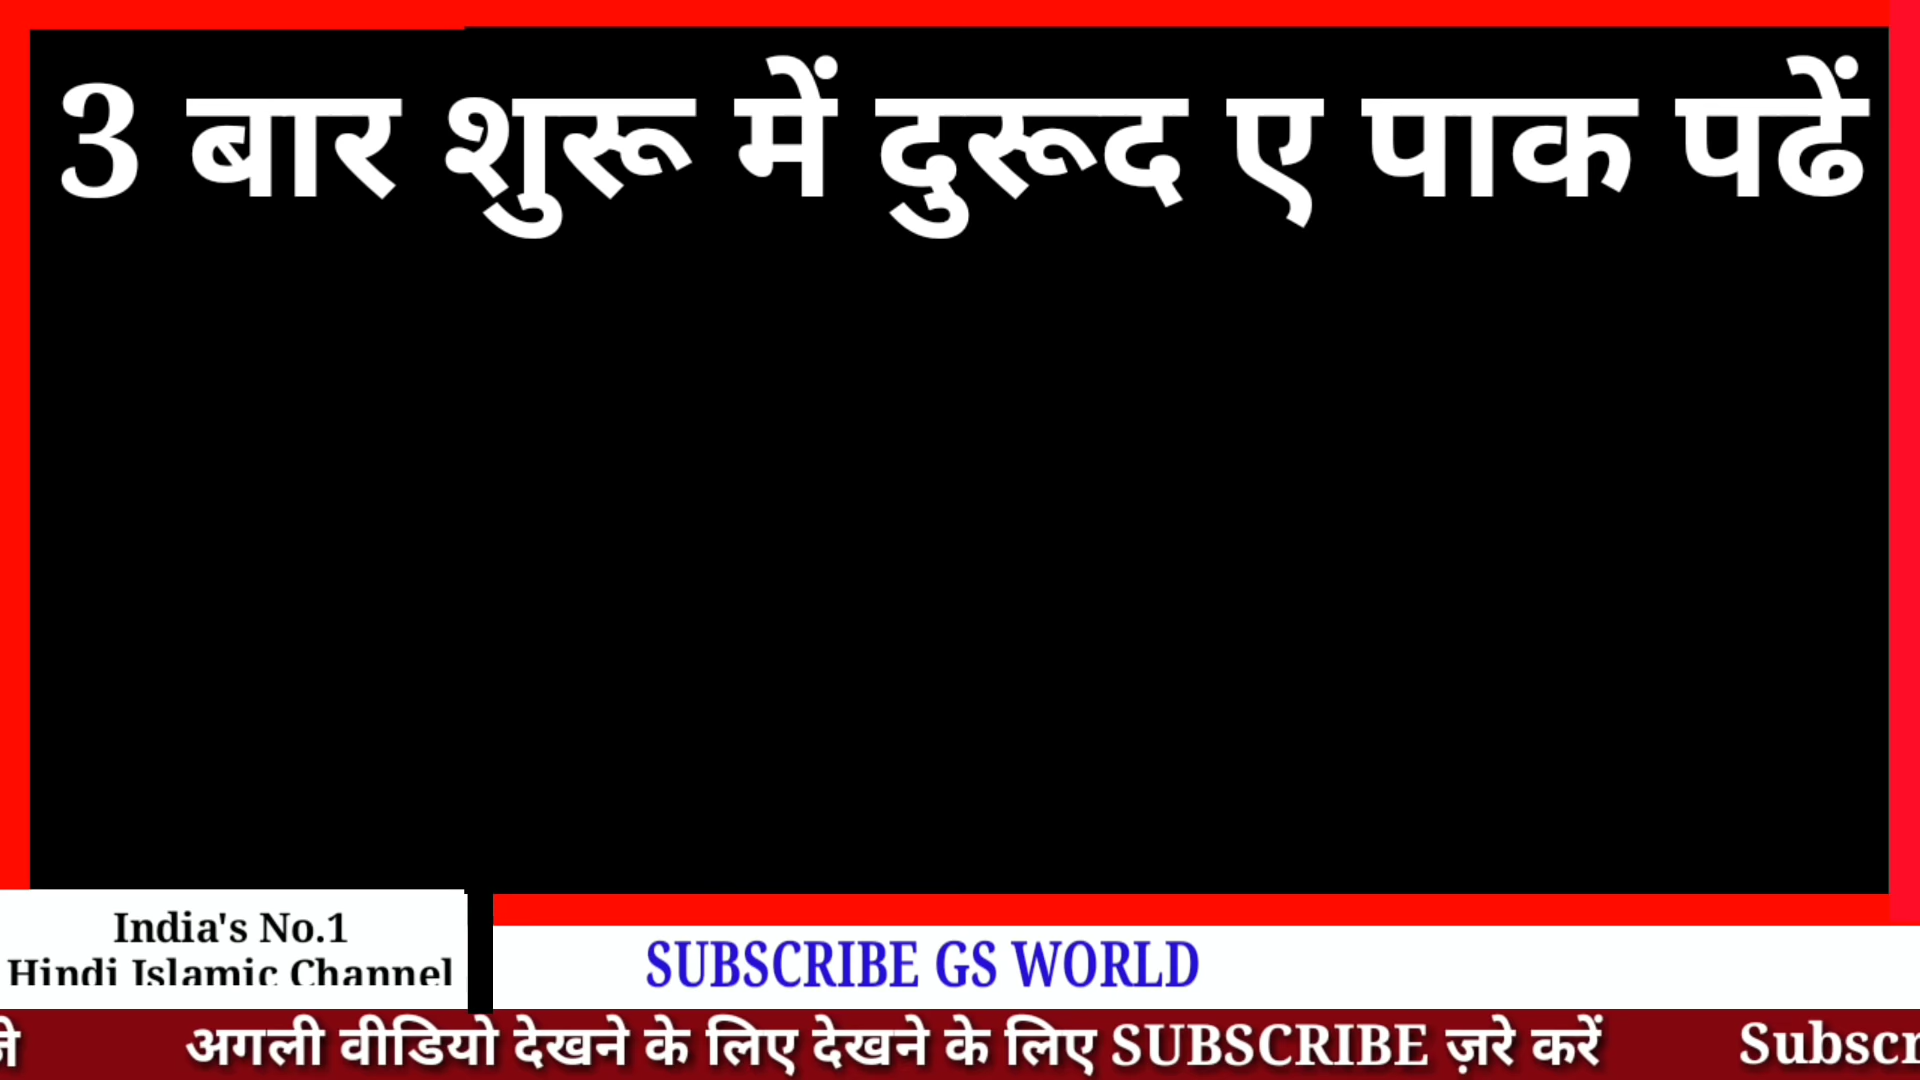 3 बार शुरू में दुरूद ए पाक पढें
India's No.1
Hindi Islamic Channel
SUBSCRIBE GS WORLD
अगली वीडियो देखने के लिए देखने के लिए SUBSCRIBE ज़रे करें